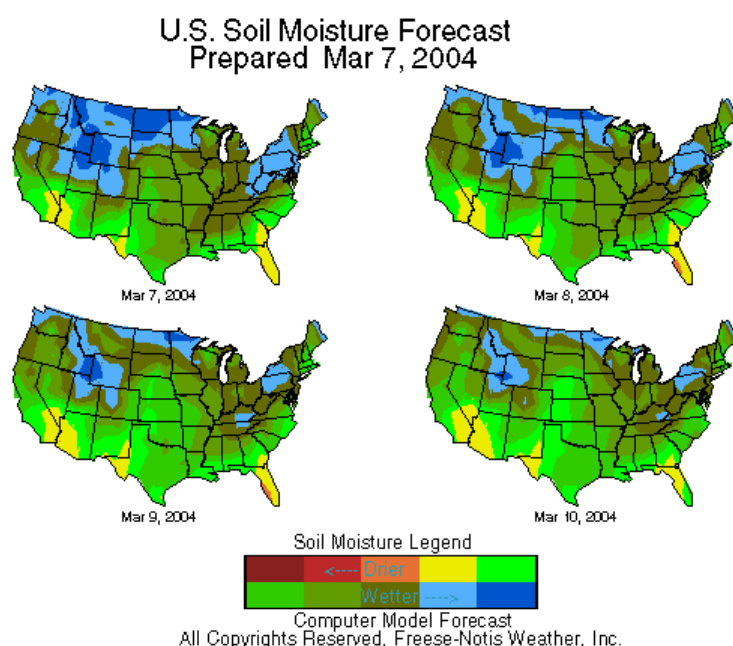 U.S. Soil Moisture Forecast
Prepared Mar 7, 2004
Mar 7, 2004
Mar 8, 2004
Mar 9, 2004
Mar 10, 2004
Soil Moisture Legend
<---- Drier
Wetter ---->
Computer Model Forecast
All Copyrights Reserved, Freese-Notis Weather, Inc.